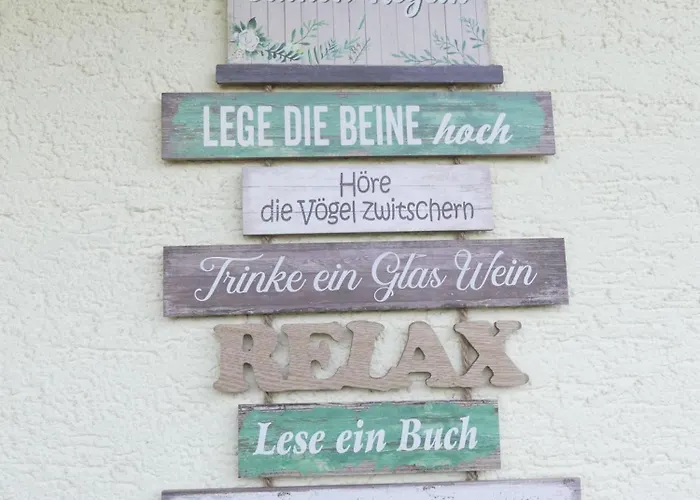 LEGE DIE BEINE hoch
Höre
die Vögel zwitschern
Trinke ein Glas Wein
RELAX
Lese ein Buch